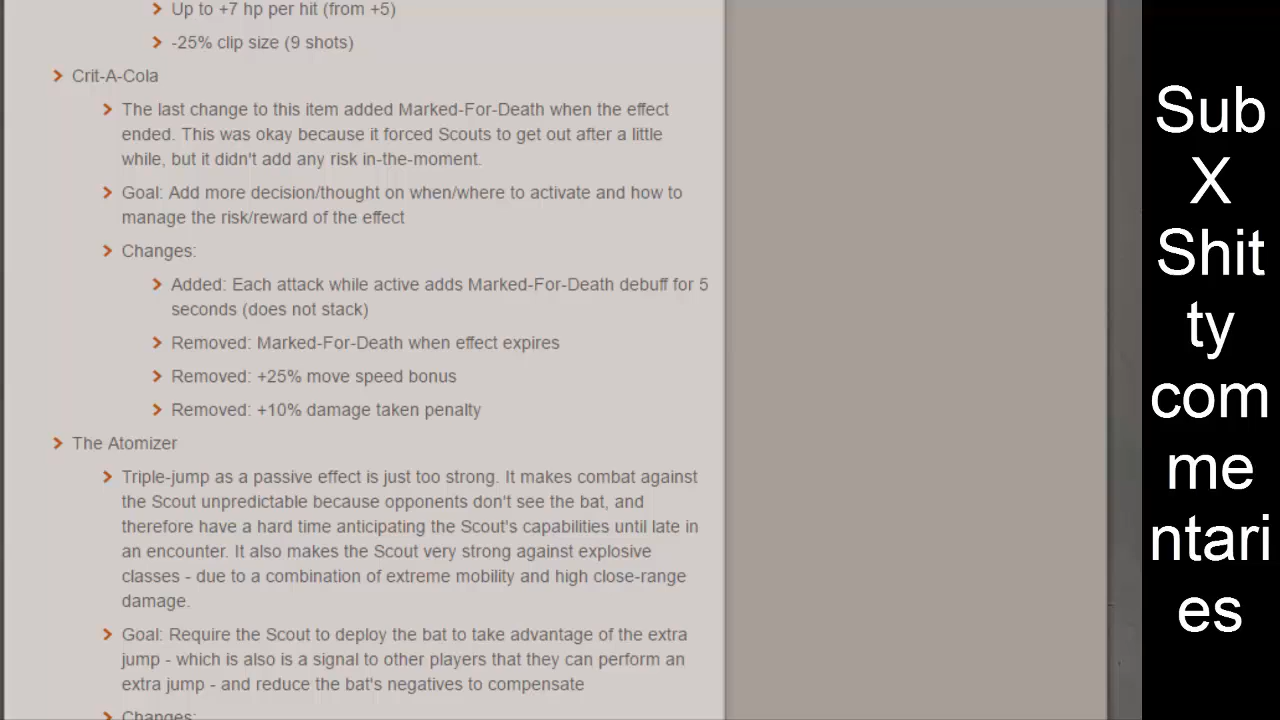 Up to +7 hp per hit (from +5)
-25% clip size (9 shots)
Crit-A-Cola
The last change to this item added Marked-For-Death when the effect
ended. This was okay because it forced Scouts to get out after a little
while, but it didn't add any risk in-the-moment.
Goal: Add more decision/thought on when/where to activate and how to
manage the risk/reward of the effect
Changes:
Added: Each attack while active adds Marked-For-Death debuff for 5
seconds (does not stack)
Removed: Marked-For-Death when effect expires
Removed: +25% move speed bonus
Removed: +10% damage taken penalty
The Atomizer
Triple-jump as a passive effect is just too strong. It makes combat against
the Scout unpredictable because opponents don't see the bat, and
therefore have a hard time anticipating the Scout's capabilities until late in
an encounter. It also makes the Scout very strong against explosive
classes - due to a combination of extreme mobility and high close-range
damage.
Goal: Require the Scout to deploy the bat to take advantage of the extra
jump - which is also is a signal to other players that they can perform an
extra jump - and reduce the bat's negatives to compensate
Changes:
Sub
X
Shit
ty
com
me
ntari
es